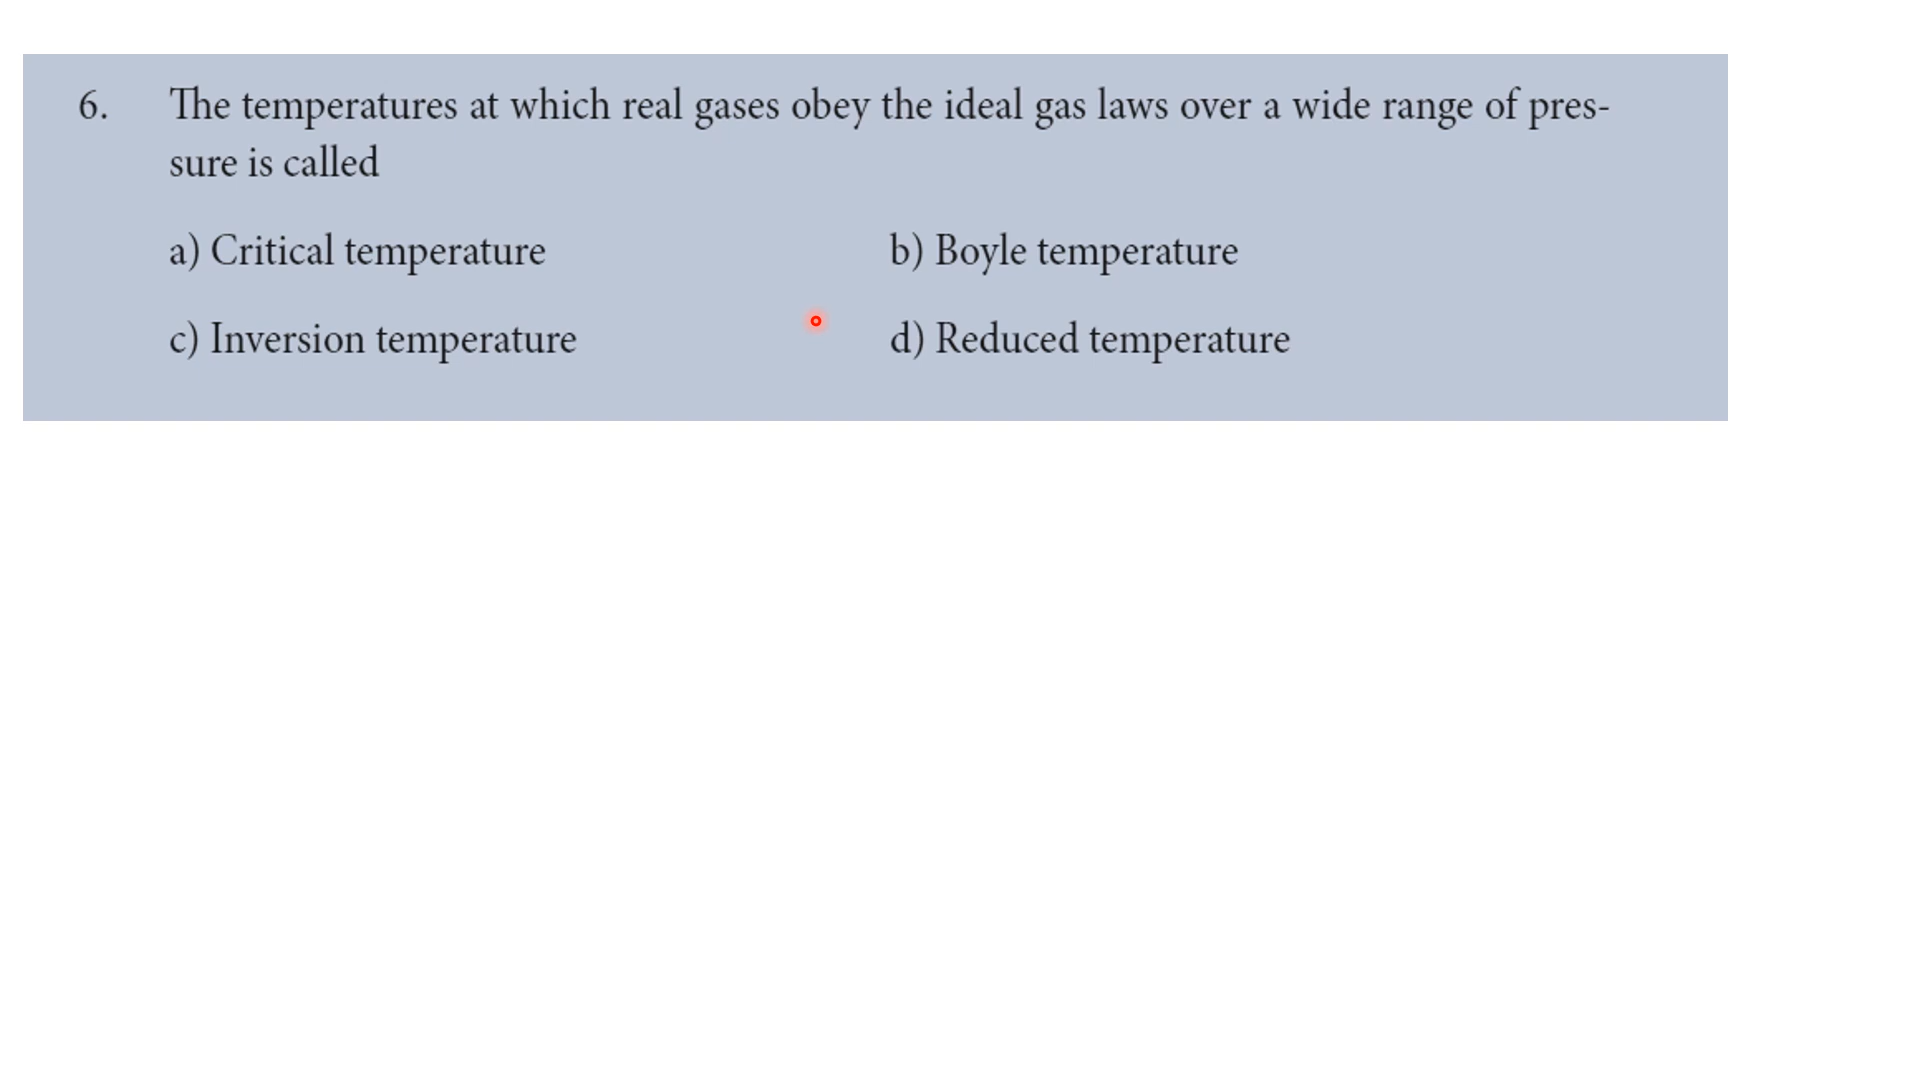 6. The temperatures at which real gases obey the ideal gas laws over a wide range of pres-
sure is called
a) Critical temperature b) Boyle temperature
c) Inversion temperature d) Reduced temperature